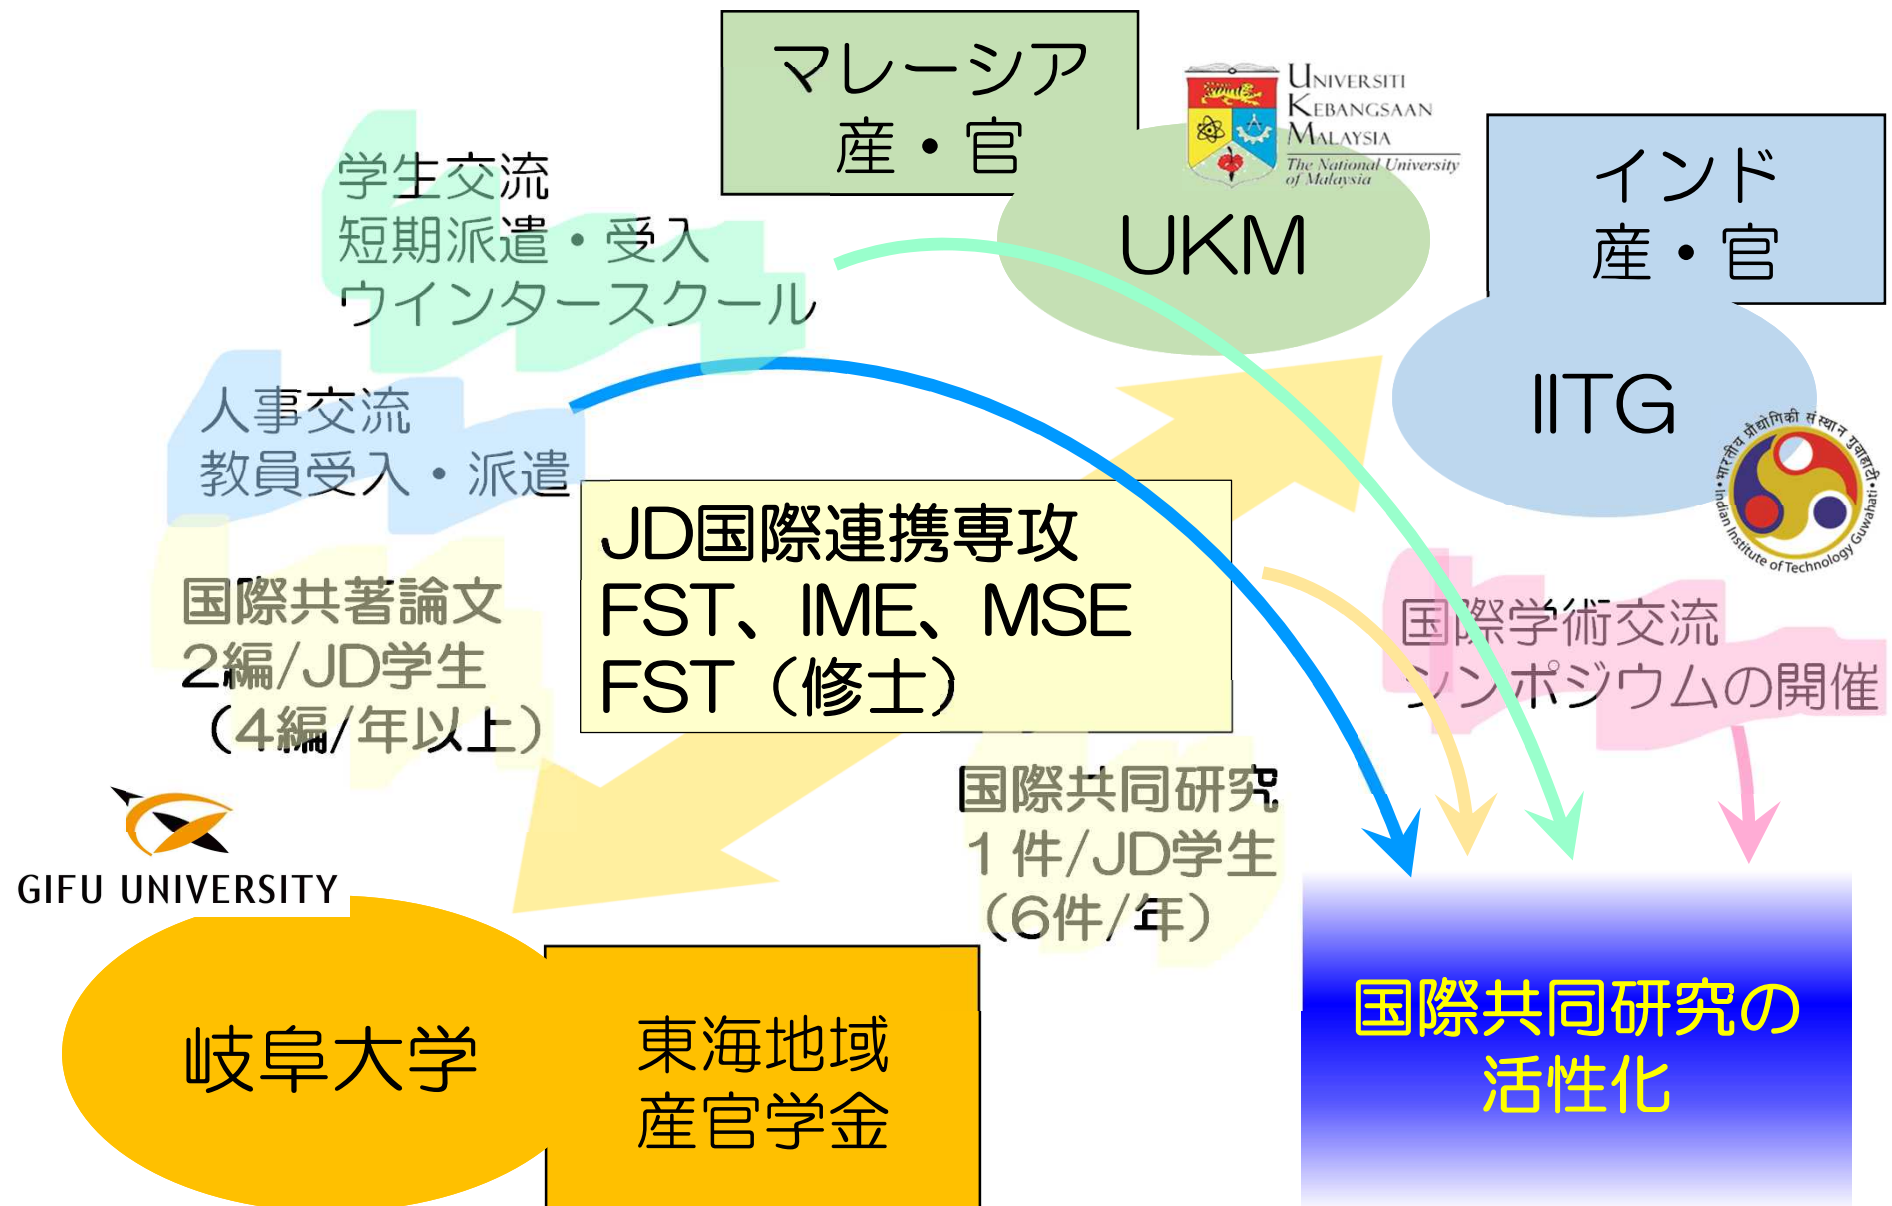 マレーシア
産・官
UNIVERSITI
KEBANGSAAN
MALAYSIA
The National University
of Malaysia
UKM
インド
産・官
IITG
भारतीय प्रौद्योगिकी संस्थान गुवाहाटी
Indian Institute of Technology Guwahati
学生交流
短期派遣・受入
ウインタースクール
人事交流
教員受入・派遣
JD国際連携専攻
FST、IME、MSE
FST（修士）
国際共著論文
2編/JD学生
（4編/年以上）
国際学術交流
シンポジウムの開催
国際共同研究
1件/JD学生
（6件/年）
GIFU UNIVERSITY
岐阜大学
東海地域
産官学金
国際共同研究の
活性化